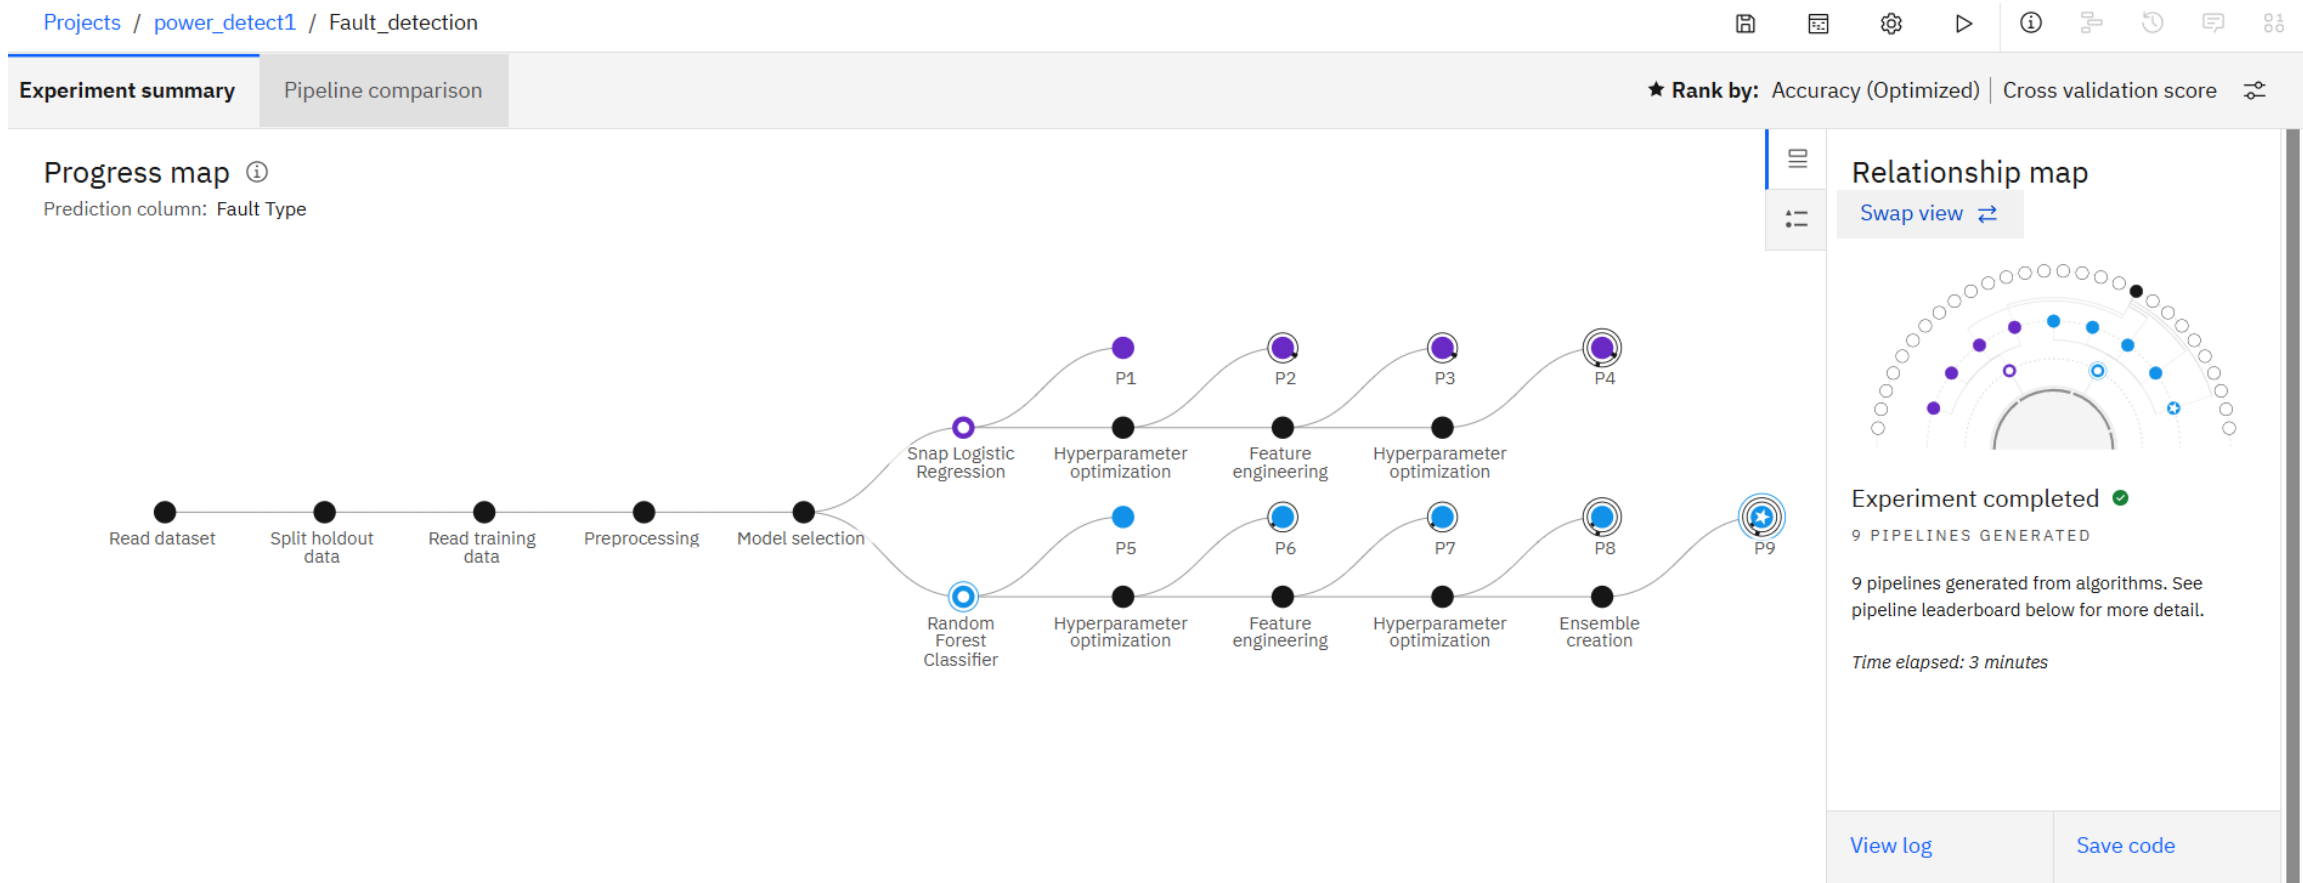 Projects / power_detect1 / Fault_detection
Experiment summary
Pipeline comparison
Rank by: Accuracy (Optimized) | Cross validation score
Progress map
Prediction column: Fault Type
P1
P2
P3
P4
Snap Logistic
Regression
Hyperparameter
optimization
Feature
engineering
Hyperparameter
optimization
Read dataset
Split holdout
data
Read training
data
Preprocessing
Model selection
P5
P6
P7
P8
P9
Random
Forest
Classifier
Hyperparameter
optimization
Feature
engineering
Hyperparameter
optimization
Ensemble
creation
Relationship map
Swap view
Experiment completed
9 PIPELINES GENERATED
9 pipelines generated from algorithms. See
pipeline leaderboard below for more detail.
Time elapsed: 3 minutes
View log
Save code